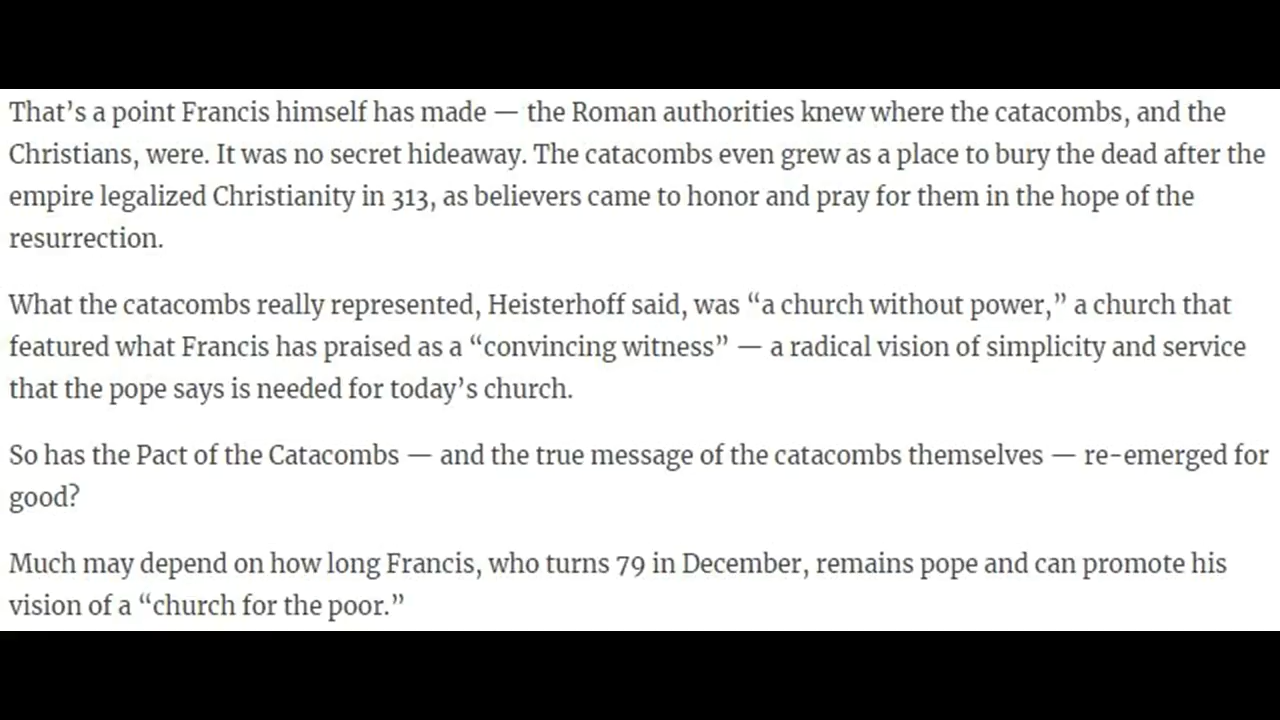 That’s a point Francis himself has made — the Roman authorities knew where the catacombs, and the
Christians, were. It was no secret hideaway. The catacombs even grew as a place to bury the dead after the
empire legalized Christianity in 313, as believers came to honor and pray for them in the hope of the
resurrection.
What the catacombs really represented, Heisterhoff said, was “a church without power,” a church that
featured what Francis has praised as a “convincing witness” — a radical vision of simplicity and service
that the pope says is needed for today’s church.
So has the Pact of the Catacombs — and the true message of the catacombs themselves — re-emerged for
good?
Much may depend on how long Francis, who turns 79 in December, remains pope and can promote his
vision of a “church for the poor.”